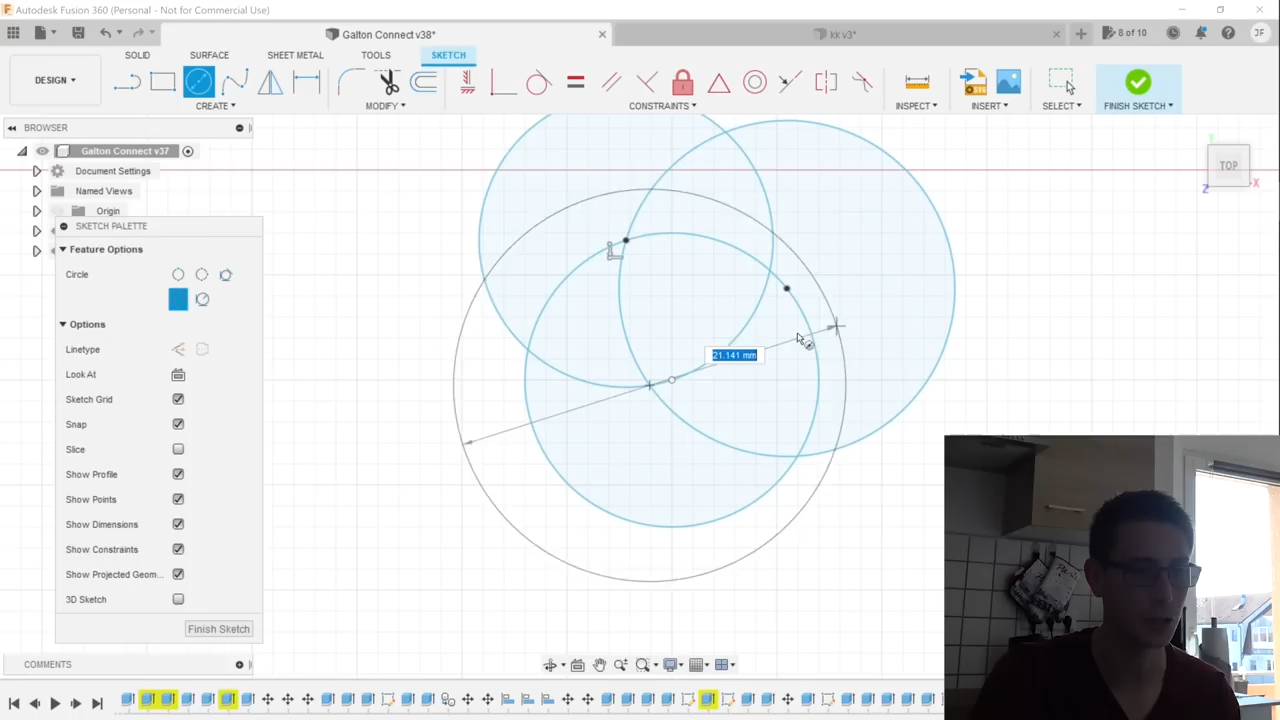 Autodesk Fusion 360 (Personal - Not for Commercial Use)
Galton Connect v38*
kk v3*
8 of 10
JF
DESIGN
SOLID
SURFACE
SHEET METAL
TOOLS
SKETCH
CREATE
MODIFY
CONSTRAINTS
INSPECT
INSERT
SELECT
FINISH SKETCH
BROWSER
Galton Connect v37
Document Settings
Named Views
Origin
SKETCH PALETTE
Feature Options
Circle
Options
Linetype
Look At
Sketch Grid
Snap
Slice
Show Profile
Show Points
Show Dimensions
Show Constraints
Show Projected Geom...
3D Sketch
Finish Sketch
21.141 mm
TOP
Y
X
Z
COMMENTS